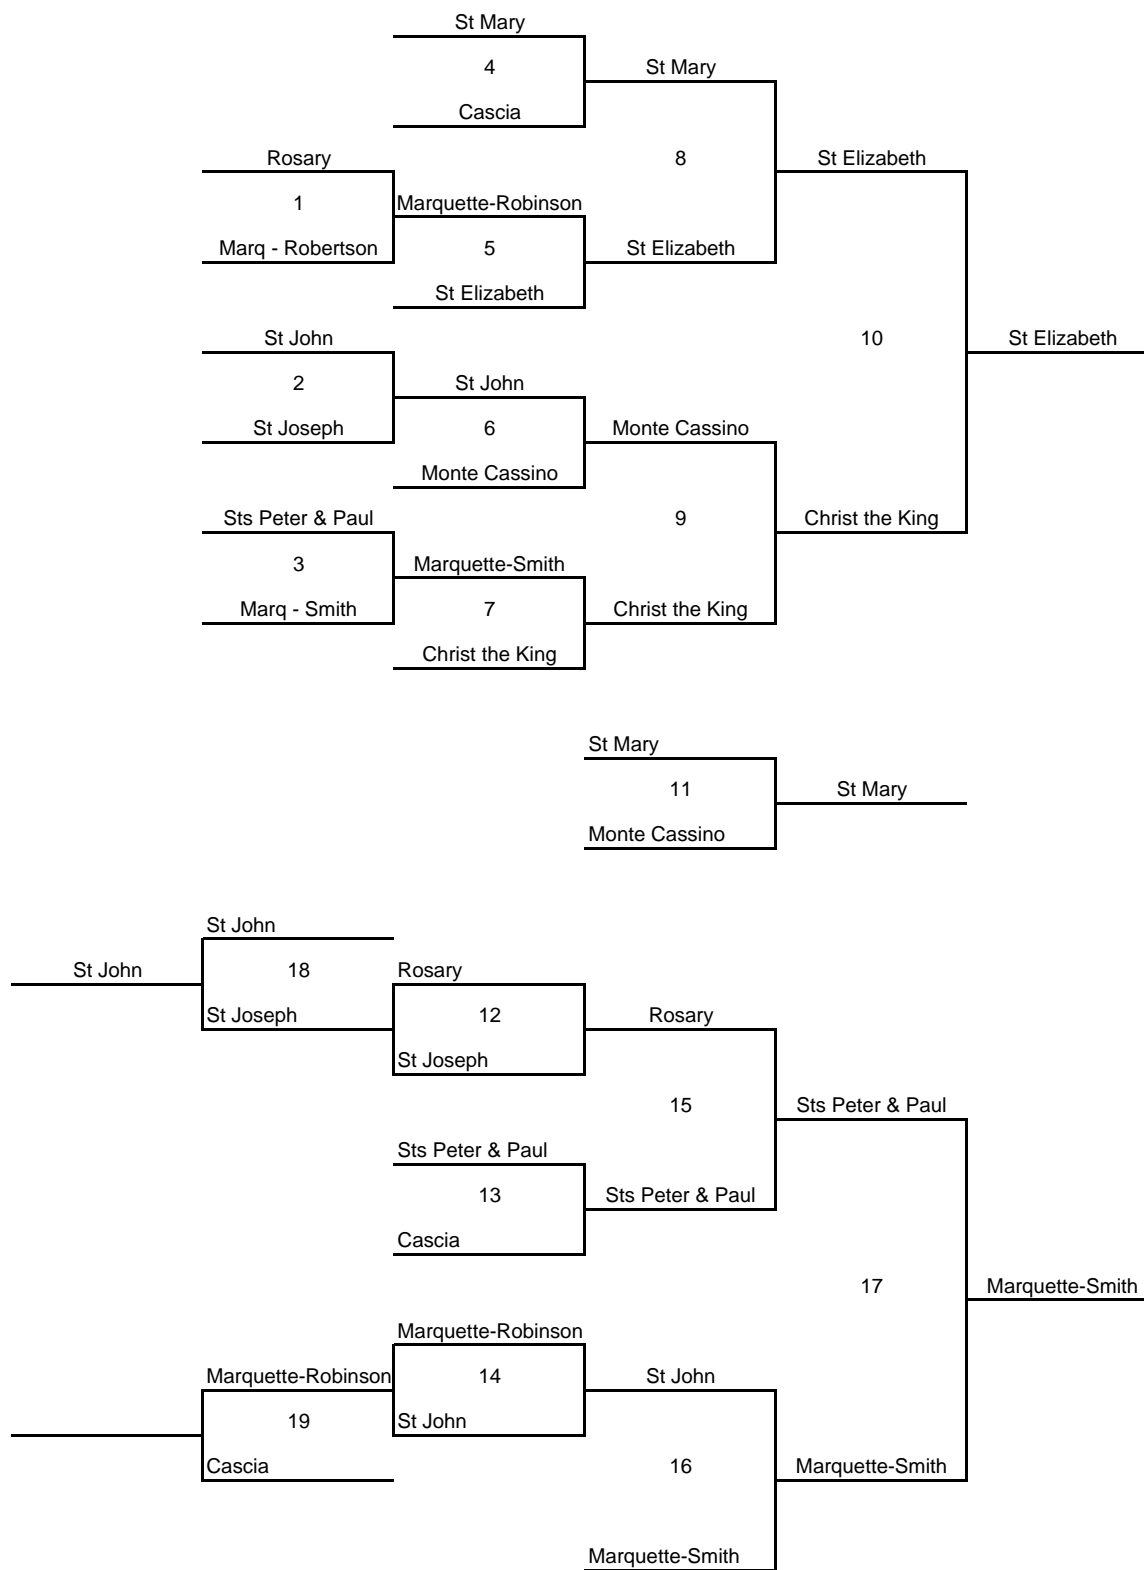 St Mary
4
St Mary
Cascia
Rosary
8
St Elizabeth
1
Marquette-Robinson
Marq - Robertson
5
St Elizabeth
St Elizabeth
St John
10
St Elizabeth
2
St John
St Joseph
6
Monte Cassino
Monte Cassino
Sts Peter & Paul
9
Christ the King
3
Marquette-Smith
Marq - Smith
7
Christ the King
Christ the King
St Mary
11
St Mary
Monte Cassino
St John
St John
18
Rosary
St Joseph
12
Rosary
St Joseph
15
Sts Peter & Paul
Sts Peter & Paul
13
Sts Peter & Paul
Cascia
17
Marquette-Smith
Marquette-Robinson
Marquette-Robinson
14
St John
19
St John
Cascia
16
Marquette-Smith
Marquette-Smith